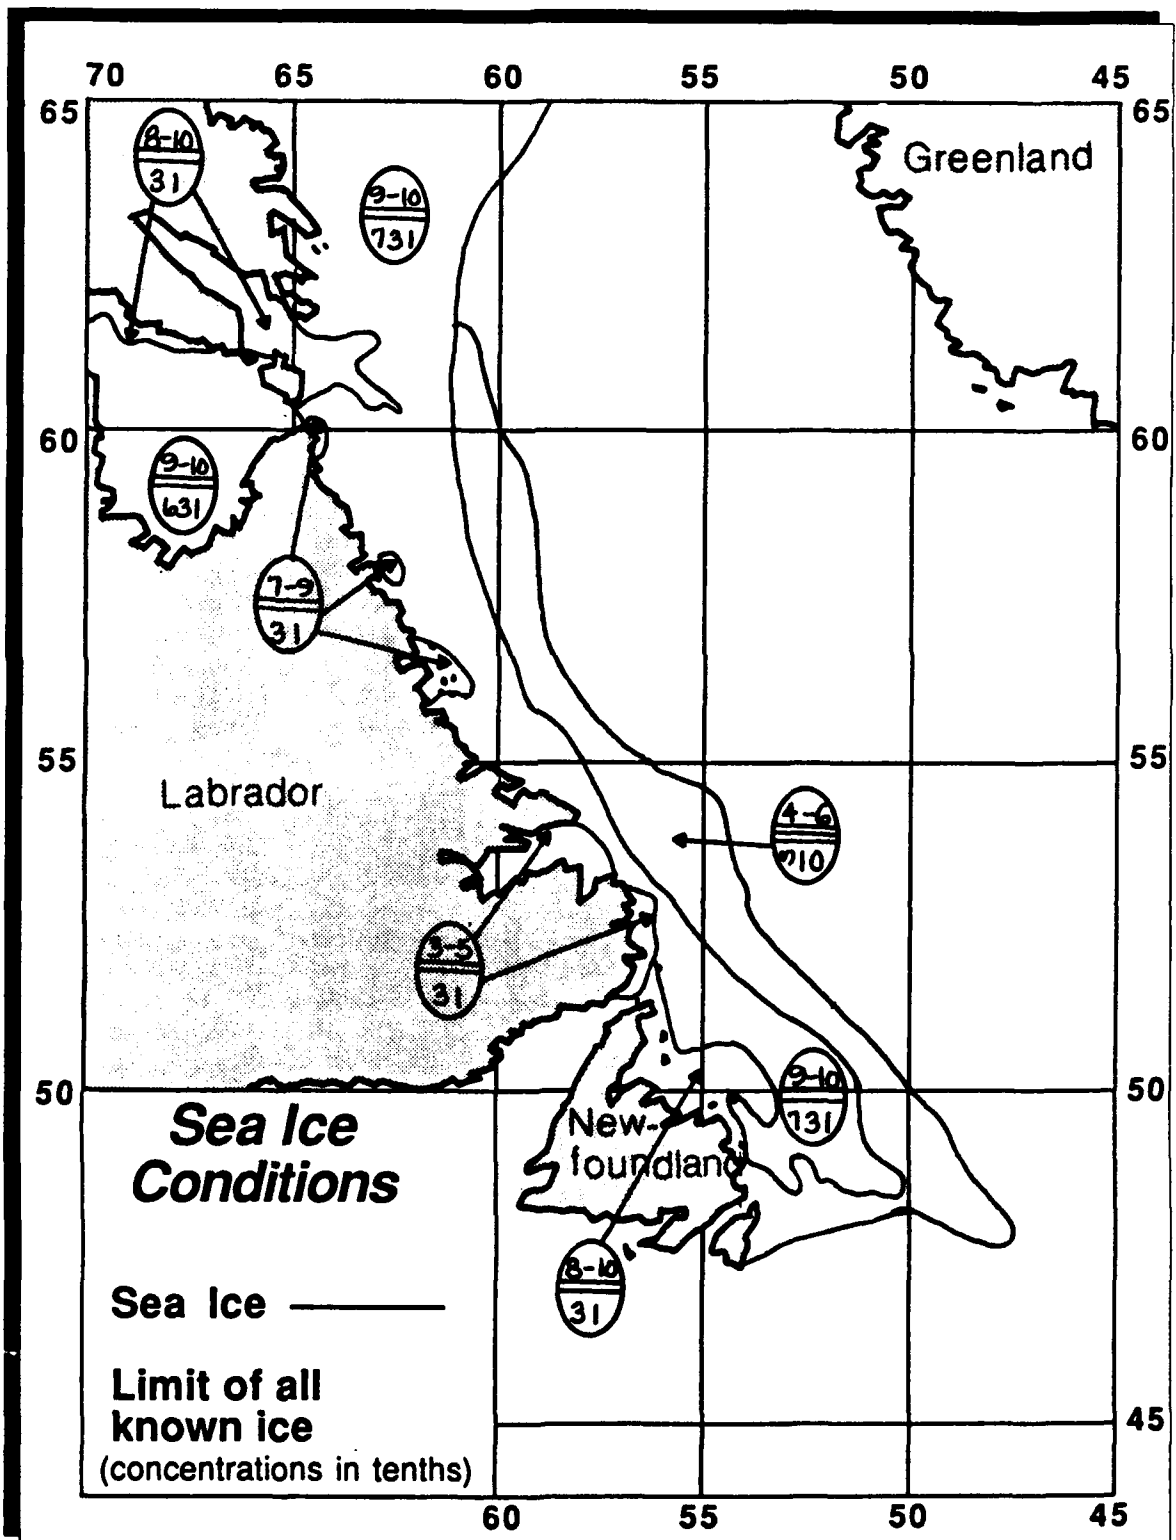 70 65 60 55 50 45
65 65
8-10
31
Greenland
9-10
731
60 60
9-10
631
7-9
31
55 55
Labrador
4-6
710
3-5
31
50 50
9-10
731
Sea Ice
Conditions
New-
foundland
8-10
31
Sea Ice
Limit of all
known ice
(concentrations in tenths)
45
60 55 50 45